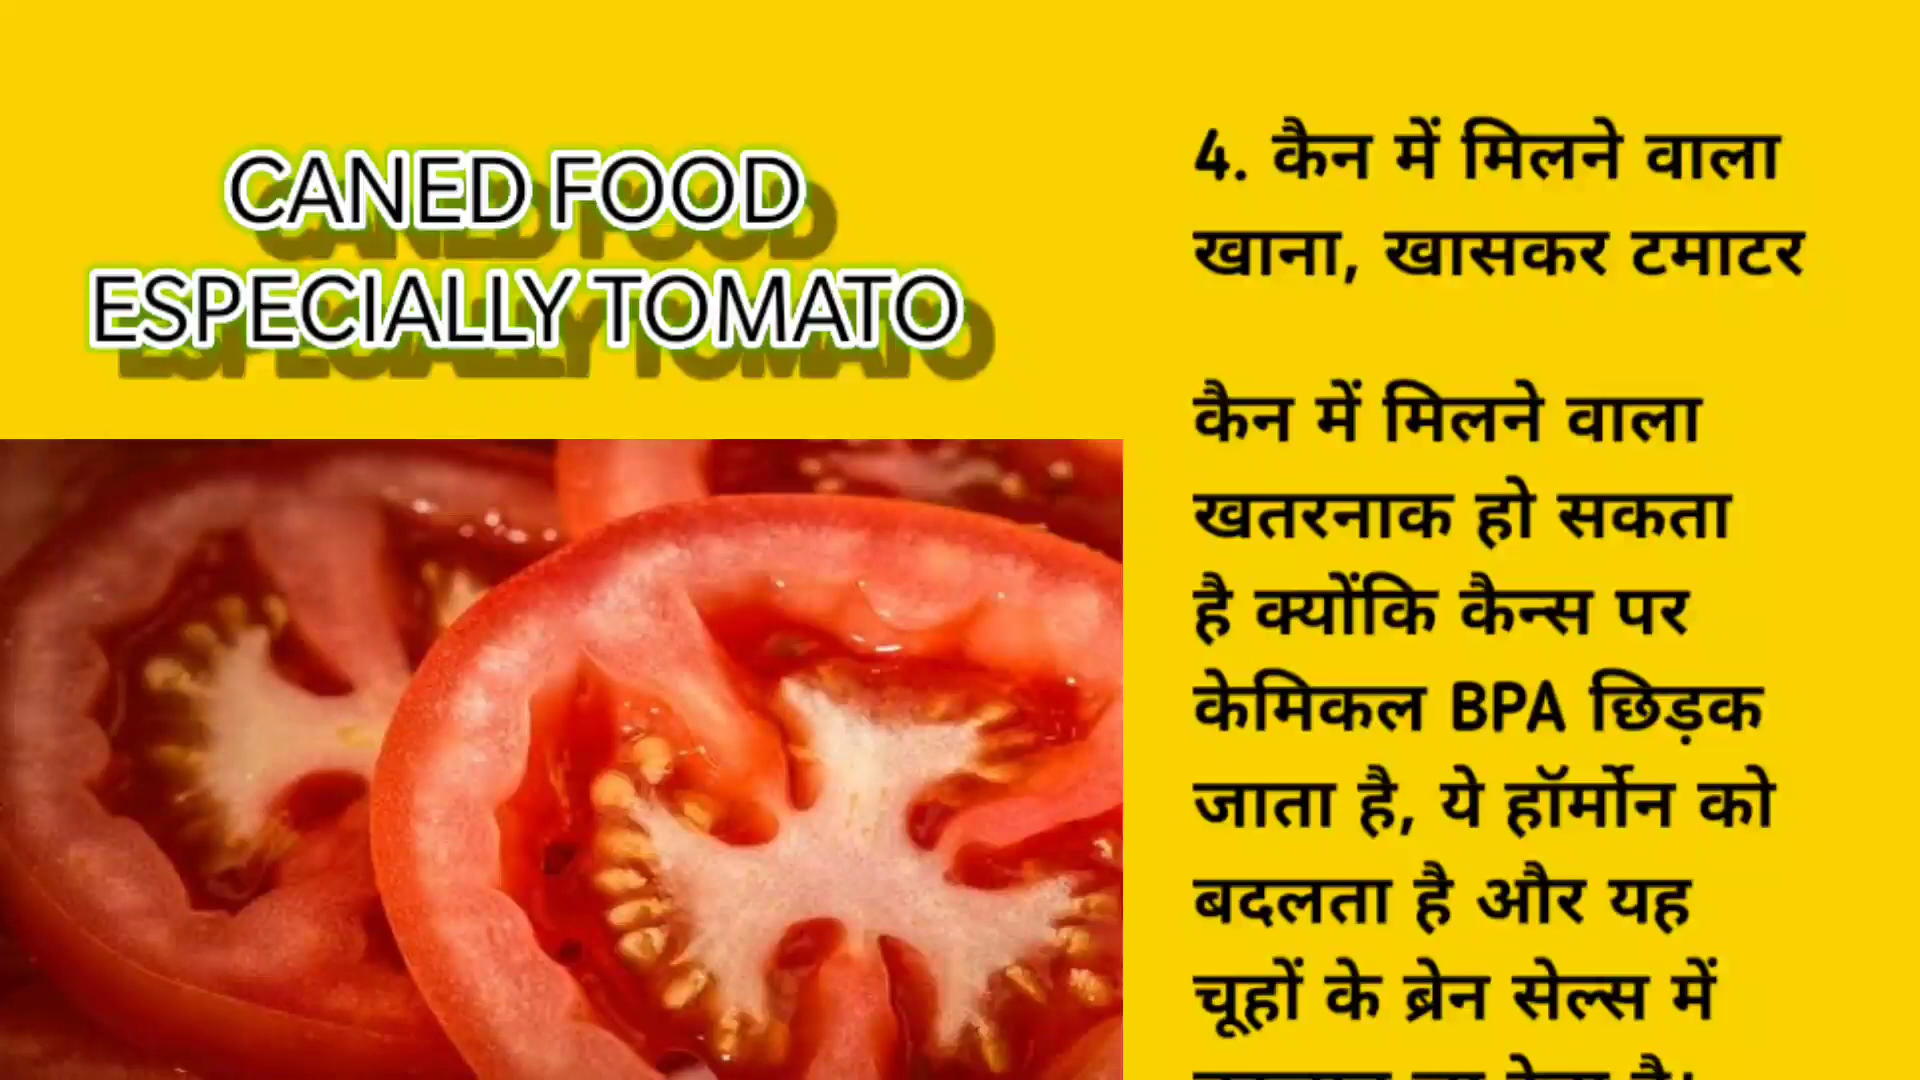 CANED FOOD
ESPECIALLY TOMATO
4. कैन में मिलने वाला
खाना, खासकर टमाटर
कैन में मिलने वाला
खतरनाक हो सकता
है क्योंकि कैन्स पर
केमिकल BPA छिड़क
जाता है, ये हॉर्मोन को
बदलता है और यह
चूहों के ब्रेन सेल्स में